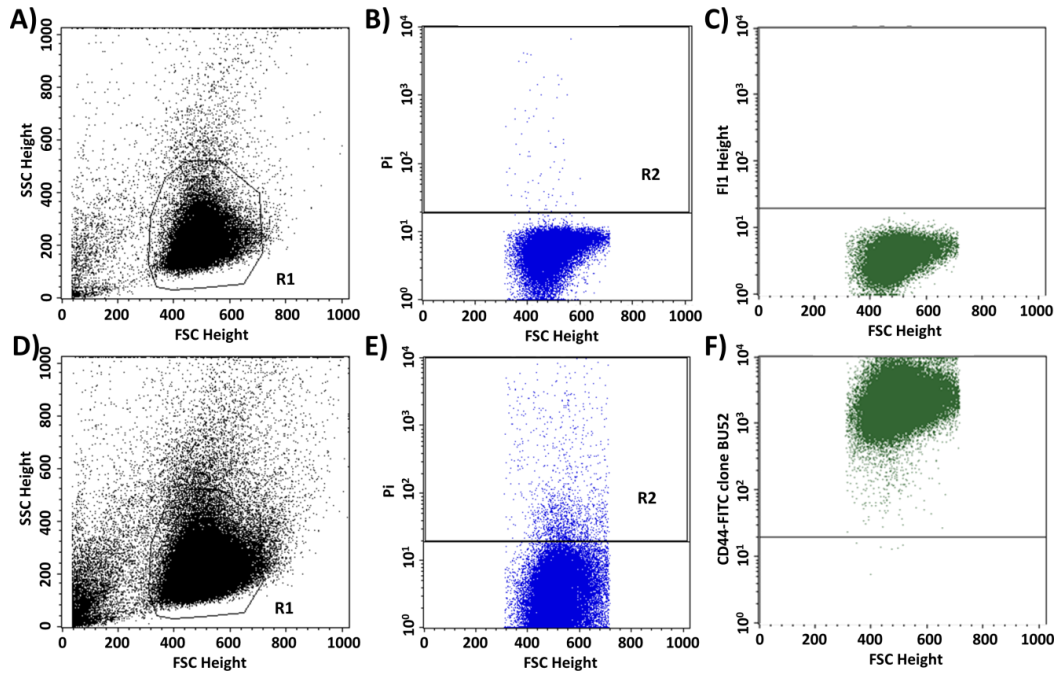 A)
SSC Height
1000
800
600
400
200
0
R1
0 200 400 600 800 1000
FSC Height
B)
Pi
10⁴
10³
10²
10¹
10⁰
R2
0 200 400 600 800 1000
FSC Height
C)
Fl1 Height
10⁴
10³
10²
10¹
10⁰
0 200 400 600 800 1000
FSC Height
D)
SSC Height
1000
800
600
400
200
0
R1
0 200 400 600 800 1000
FSC Height
E)
Pi
10⁴
10³
10²
10¹
10⁰
R2
0 200 400 600 800 1000
FSC Height
F)
CD44-FITC clone BU52
10⁴
10³
10²
10¹
10⁰
0 200 400 600 800 1000
FSC Height